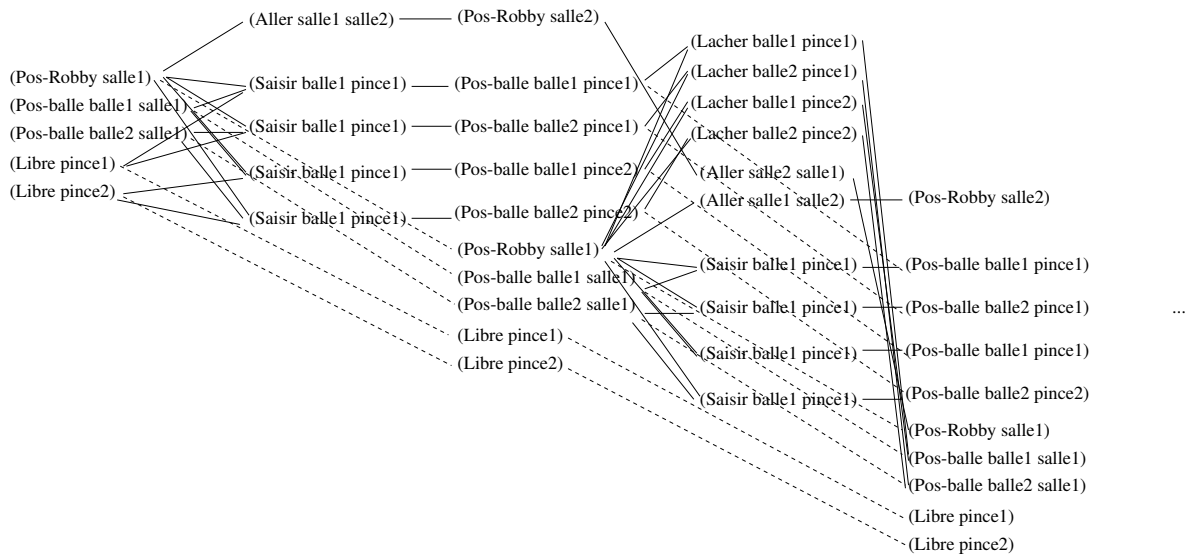 (Aller salle1 salle2)
(Pos-Robby salle2)
(Lacher balle1 pince1)
(Pos-Robby salle1)
(Saisir balle1 pince1)
(Pos-balle balle1 pince1)
(Lacher balle2 pince1)
(Pos-balle balle1 salle1)
(Lacher balle1 pince2)
(Pos-balle balle2 salle1)
(Saisir balle1 pince1)
(Pos-balle balle2 pince1)
(Lacher balle2 pince2)
(Libre pince1)
(Saisir balle1 pince1)
(Pos-balle balle1 pince2)
(Aller salle2 salle1)
(Libre pince2)
(Aller salle1 salle2)
(Pos-Robby salle2)
(Saisir balle1 pince1)
(Pos-balle balle2 pince2)
(Pos-Robby salle1)
(Saisir balle1 pince1)
(Pos-balle balle1 pince1)
(Pos-balle balle1 salle1)
(Pos-balle balle2 salle1)
(Saisir balle1 pince1)
(Pos-balle balle2 pince1)
...
(Libre pince1)
(Saisir balle1 pince1)
(Pos-balle balle1 pince1)
(Libre pince2)
(Saisir balle1 pince1)
(Pos-balle balle2 pince2)
(Pos-Robby salle1)
(Pos-balle balle1 salle1)
(Pos-balle balle2 salle1)
(Libre pince1)
(Libre pince2)